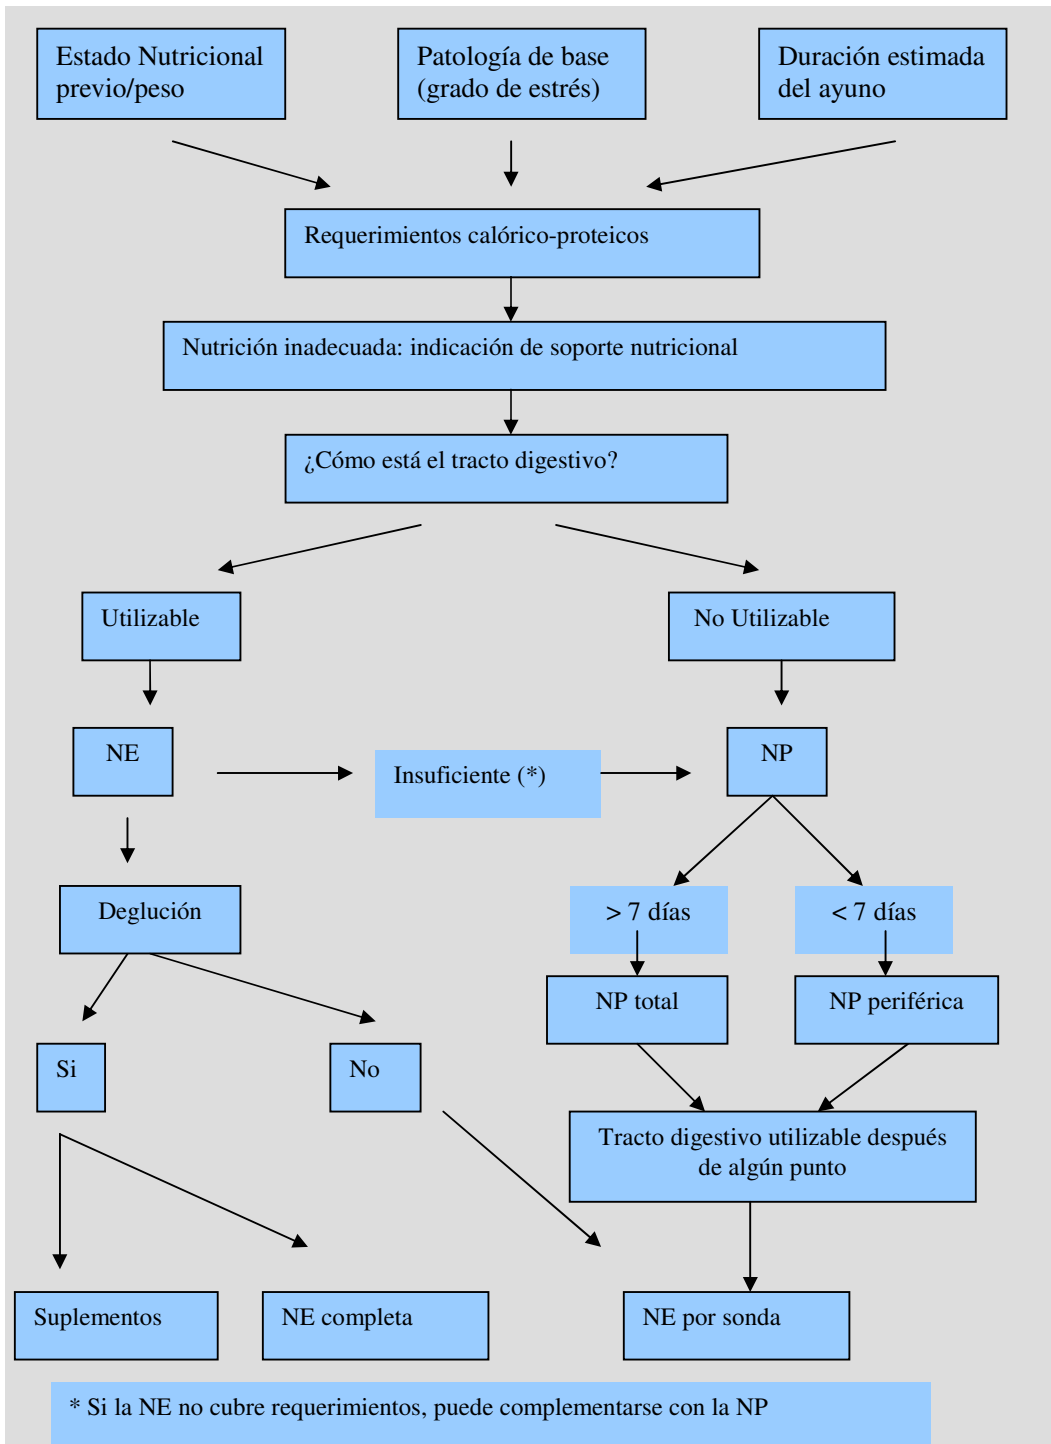 Estado Nutricional
previo/peso
Patología de base
(grado de estrés)
Duración estimada
del ayuno
Requerimientos calórico-proteicos
Nutrición inadecuada: indicación de soporte nutricional
¿Cómo está el tracto digestivo?
Utilizable
No Utilizable
NE
Insuficiente (*)
NP
Deglución
> 7 días
< 7 días
NP total
NP periférica
Si
No
Tracto digestivo utilizable después
de algún punto
Suplementos
NE completa
NE por sonda
* Si la NE no cubre requerimientos, puede complementarse con la NP